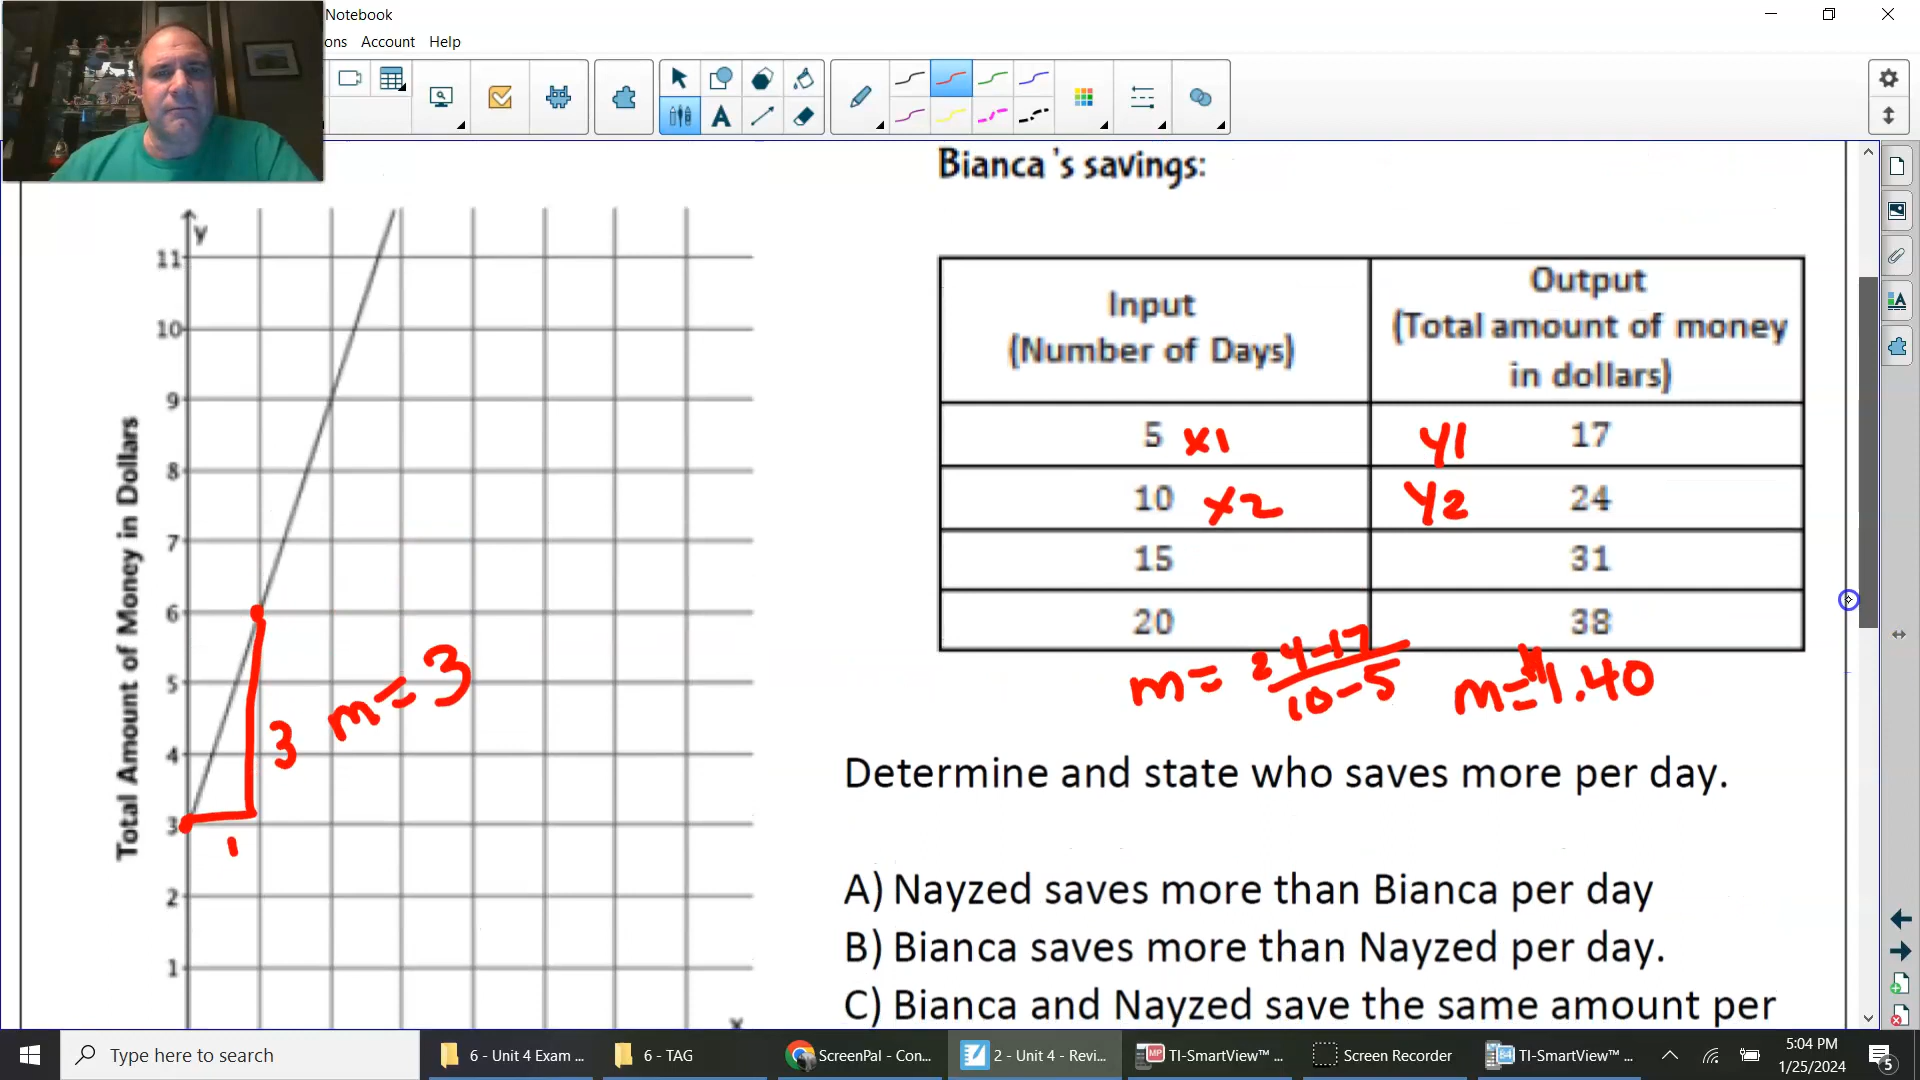 Notebook
ons Account Help
Bianca's savings:
y
11
10
9
8
7
6
5
4
3
2
1
x
Total Amount of Money in Dollars
3
1
m=3
Input
(Number of Days)
Output
(Total amount of money
in dollars)
5 x1 y1 17
10 x2 y2 24
15 31
20 38
m= 24-17
10-5
m= 1.40
Determine and state who saves more per day.
A) Nayzed saves more than Bianca per day
B) Bianca saves more than Nayzed per day.
C) Bianca and Nayzed save the same amount per
Type here to search
6 - Unit 4 Exam ...
6 - TAG
ScreenPal - Con...
2 - Unit 4 - Revi...
TI-SmartView™ ...
Screen Recorder
TI-SmartView™ ...
5:04 PM
1/25/2024
5